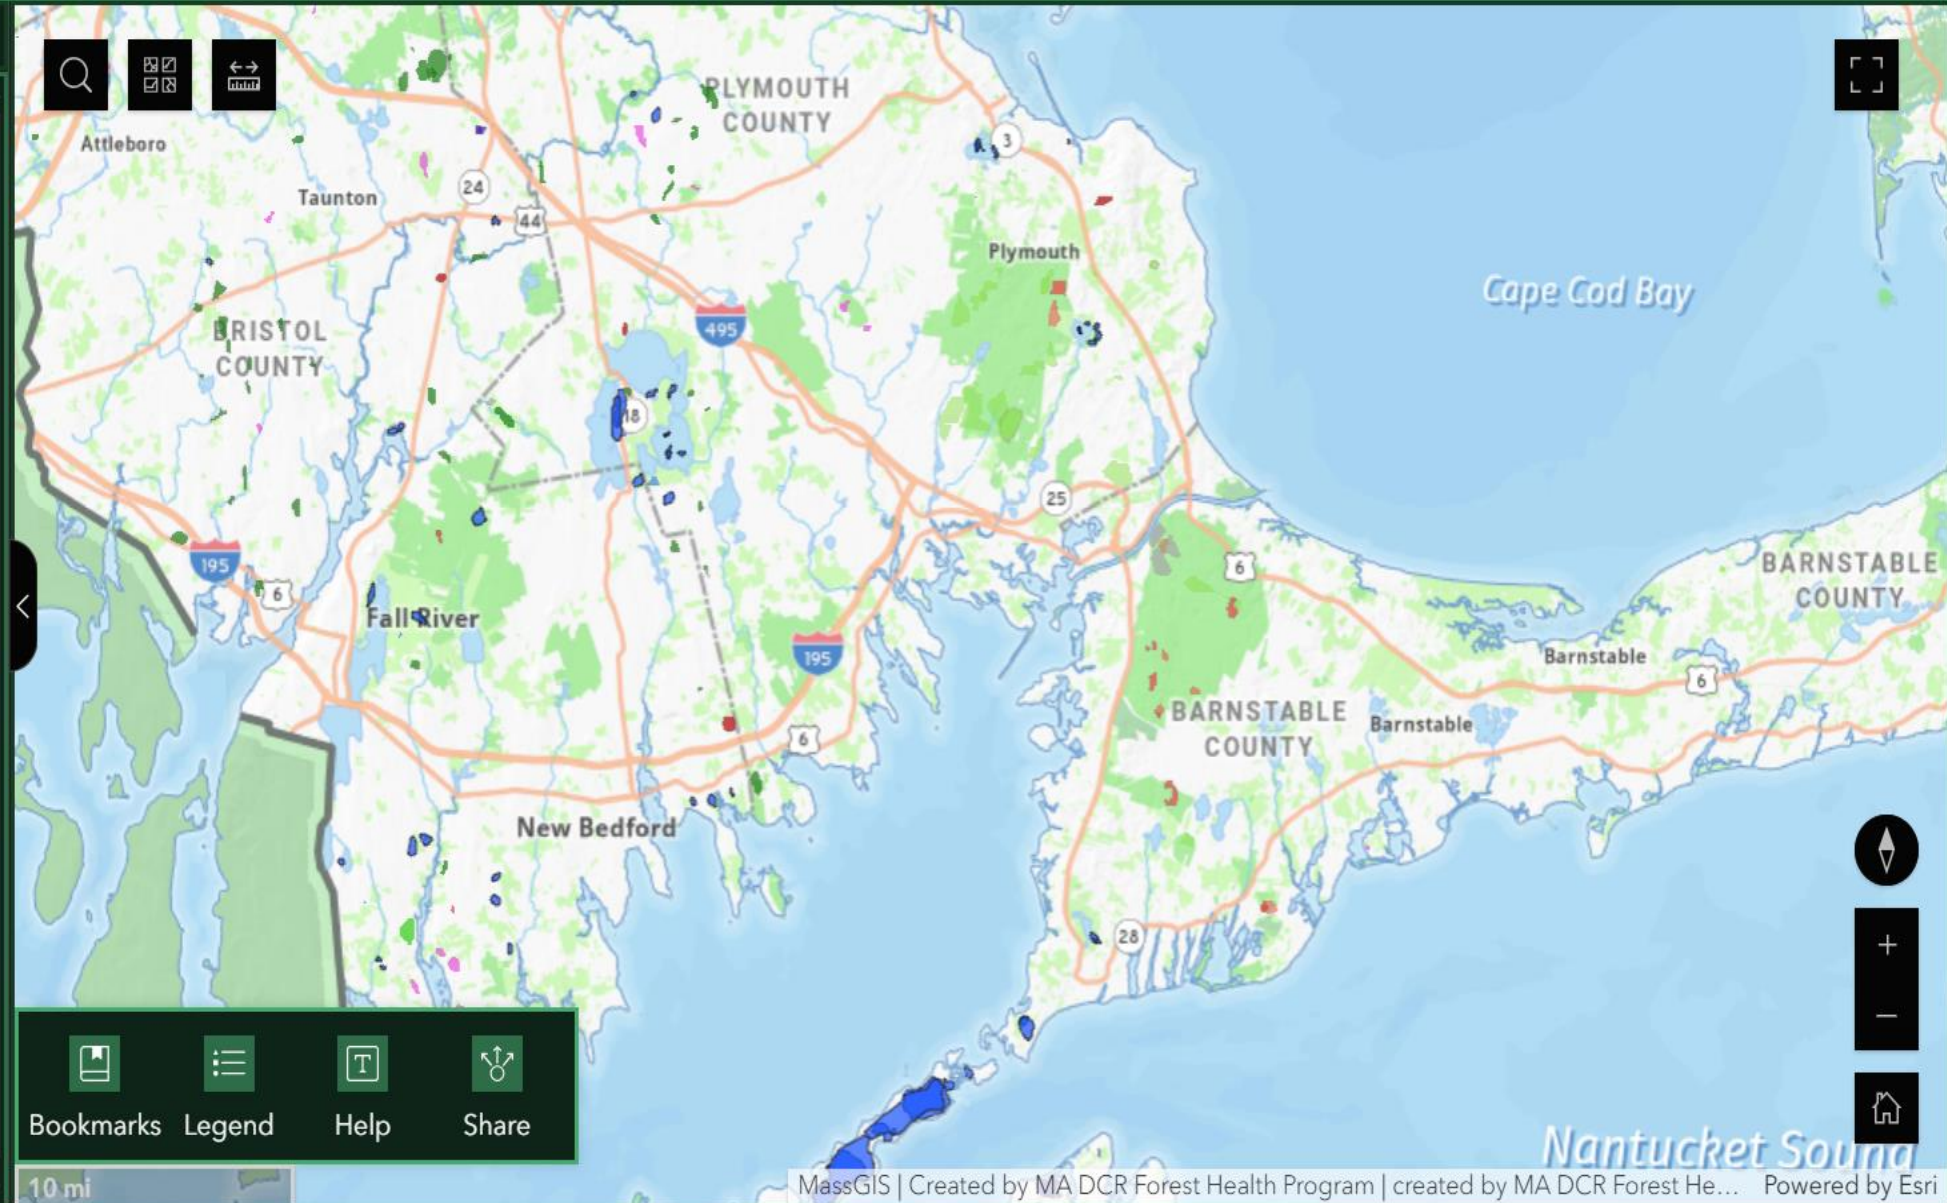 PLYMOUTH
COUNTY
3
Attleboro
24
Taunton
44
Plymouth
Cape Cod Bay
495
BRISTOL
COUNTY
18
25
195
6
6
BARNSTABLE
COUNTY
Fall River
195
Barnstable
6
BARNSTABLE
COUNTY
Barnstable
6
New Bedford
28
T
Bookmarks
Legend
Help
Share
Nantucket Sound
10 mi
MassGIS | Created by MA DCR Forest Health Program | created by MA DCR Forest He...
Powered by Esri